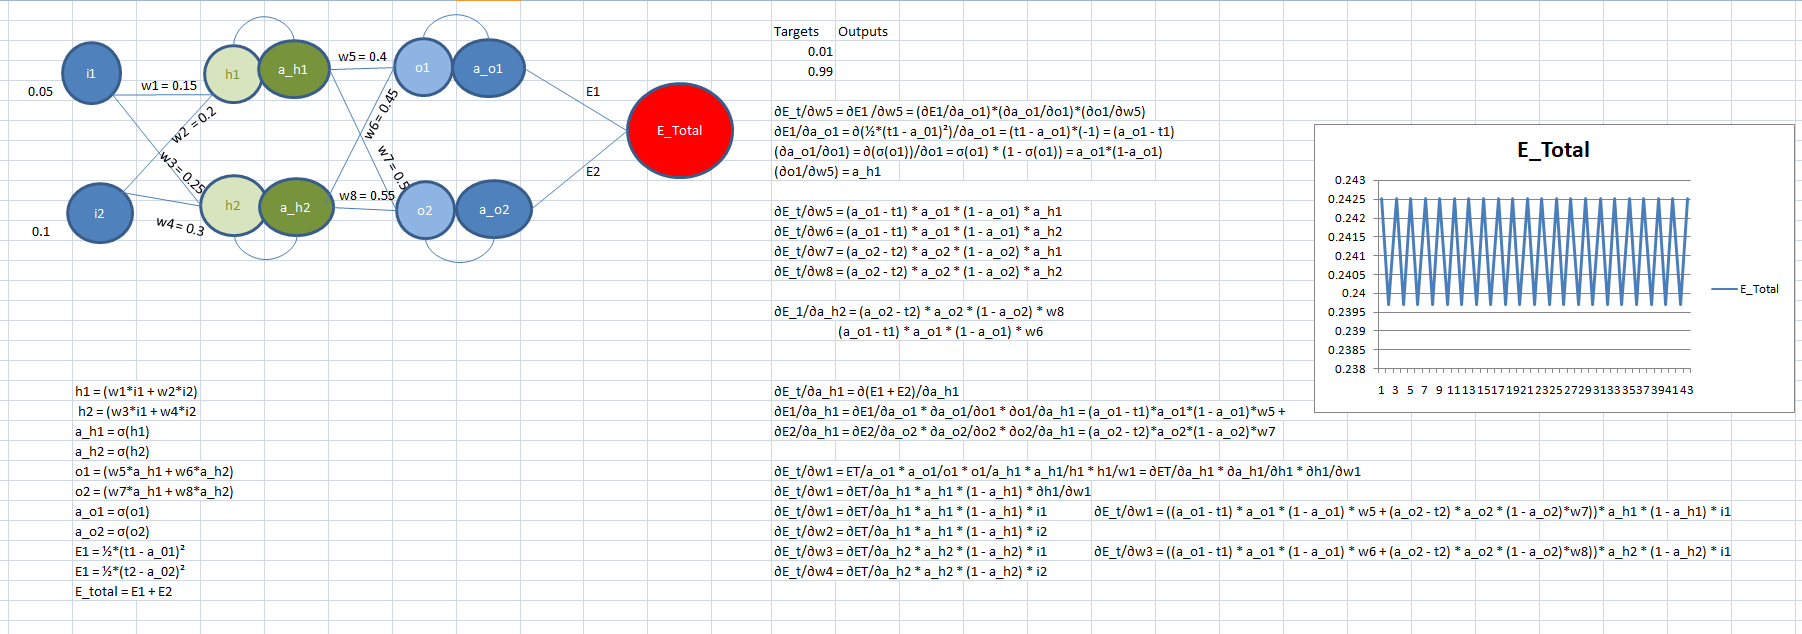 i1
0.05
w1 = 0.15
w2 = 0.2
w3 = 0.25
i2
0.1
w4 = 0.3
h1
a_h1
h2
a_h2
w5 = 0.4
w6 = 0.45
w7 = 0.5
w8 = 0.55
o1
a_o1
o2
a_o2
E1
E2
E_Total
h1 = (w1*i1 + w2*i2)
h2 = (w3*i1 + w4*i2
a_h1 = σ(h1)
a_h2 = σ(h2)
o1 = (w5*a_h1 + w6*a_h2)
o2 = (w7*a_h1 + w8*a_h2)
a_o1 = σ(o1)
a_o2 = σ(o2)
E1 = ½*(t1 - a_01)²
E1 = ½*(t2 - a_02)²
E_total = E1 + E2
Targets Outputs
0.01
0.99
∂E_t/∂w5 = ∂E1 /∂w5 = (∂E1/∂a_o1)*(∂a_o1/∂o1)*(∂o1/∂w5)
∂E1/∂a_o1 = ∂(½*(t1 - a_01)²)/∂a_o1 = (t1 - a_o1)*(-1) = (a_o1 - t1)
(∂a_o1/∂o1) = ∂(σ(o1))/∂o1 = σ(o1) * (1 - σ(o1)) = a_o1*(1-a_o1)
(∂o1/∂w5) = a_h1
∂E_t/∂w5 = (a_o1 - t1) * a_o1 * (1 - a_o1) * a_h1
∂E_t/∂w6 = (a_o1 - t1) * a_o1 * (1 - a_o1) * a_h2
∂E_t/∂w7 = (a_o2 - t2) * a_o2 * (1 - a_o2) * a_h1
∂E_t/∂w8 = (a_o2 - t2) * a_o2 * (1 - a_o2) * a_h2
∂E_1/∂a_h2 = (a_o2 - t2) * a_o2 * (1 - a_o2) * w8
(a_o1 - t1) * a_o1 * (1 - a_o1) * w6
∂E_t/∂a_h1 = ∂(E1 + E2)/∂a_h1
∂E1/∂a_h1 = ∂E1/∂a_o1 * ∂a_o1/∂o1 * ∂o1/∂a_h1 = (a_o1 - t1)*a_o1*(1 - a_o1)*w5 +
∂E2/∂a_h1 = ∂E2/∂a_o2 * ∂a_o2/∂o2 * ∂o2/∂a_h1 = (a_o2 - t2)*a_o2*(1 - a_o2)*w7
∂E_t/∂w1 = ET/a_o1 * a_o1/o1 * o1/a_h1 * a_h1/h1 * h1/w1 = ∂ET/∂a_h1 * ∂a_h1/∂h1 * ∂h1/∂w1
∂E_t/∂w1 = ∂ET/∂a_h1 * a_h1 * (1 - a_h1) * ∂h1/∂w1
∂E_t/∂w1 = ∂ET/∂a_h1 * a_h1 * (1 - a_h1) * i1 ∂E_t/∂w1 = ((a_o1 - t1) * a_o1 * (1 - a_o1) * w5 + (a_o2 - t2) * a_o2 * (1 - a_o2)*w7))* a_h1 * (1 - a_h1) * i1
∂E_t/∂w2 = ∂ET/∂a_h1 * a_h1 * (1 - a_h1) * i2
∂E_t/∂w3 = ∂ET/∂a_h2 * a_h2 * (1 - a_h2) * i1 ∂E_t/∂w3 = ((a_o1 - t1) * a_o1 * (1 - a_o1) * w6 + (a_o2 - t2) * a_o2 * (1 - a_o2)*w8))* a_h2 * (1 - a_h2) * i1
∂E_t/∂w4 = ∂ET/∂a_h2 * a_h2 * (1 - a_h2) * i2
E_Total
0.243
0.2425
0.242
0.2415
0.241
0.2405
0.24
0.2395
0.239
0.2385
0.238
1 3 5 7 9 11 13 15 17 19 21 23 25 27 29 31 33 35 37 39 41 43
E_Total